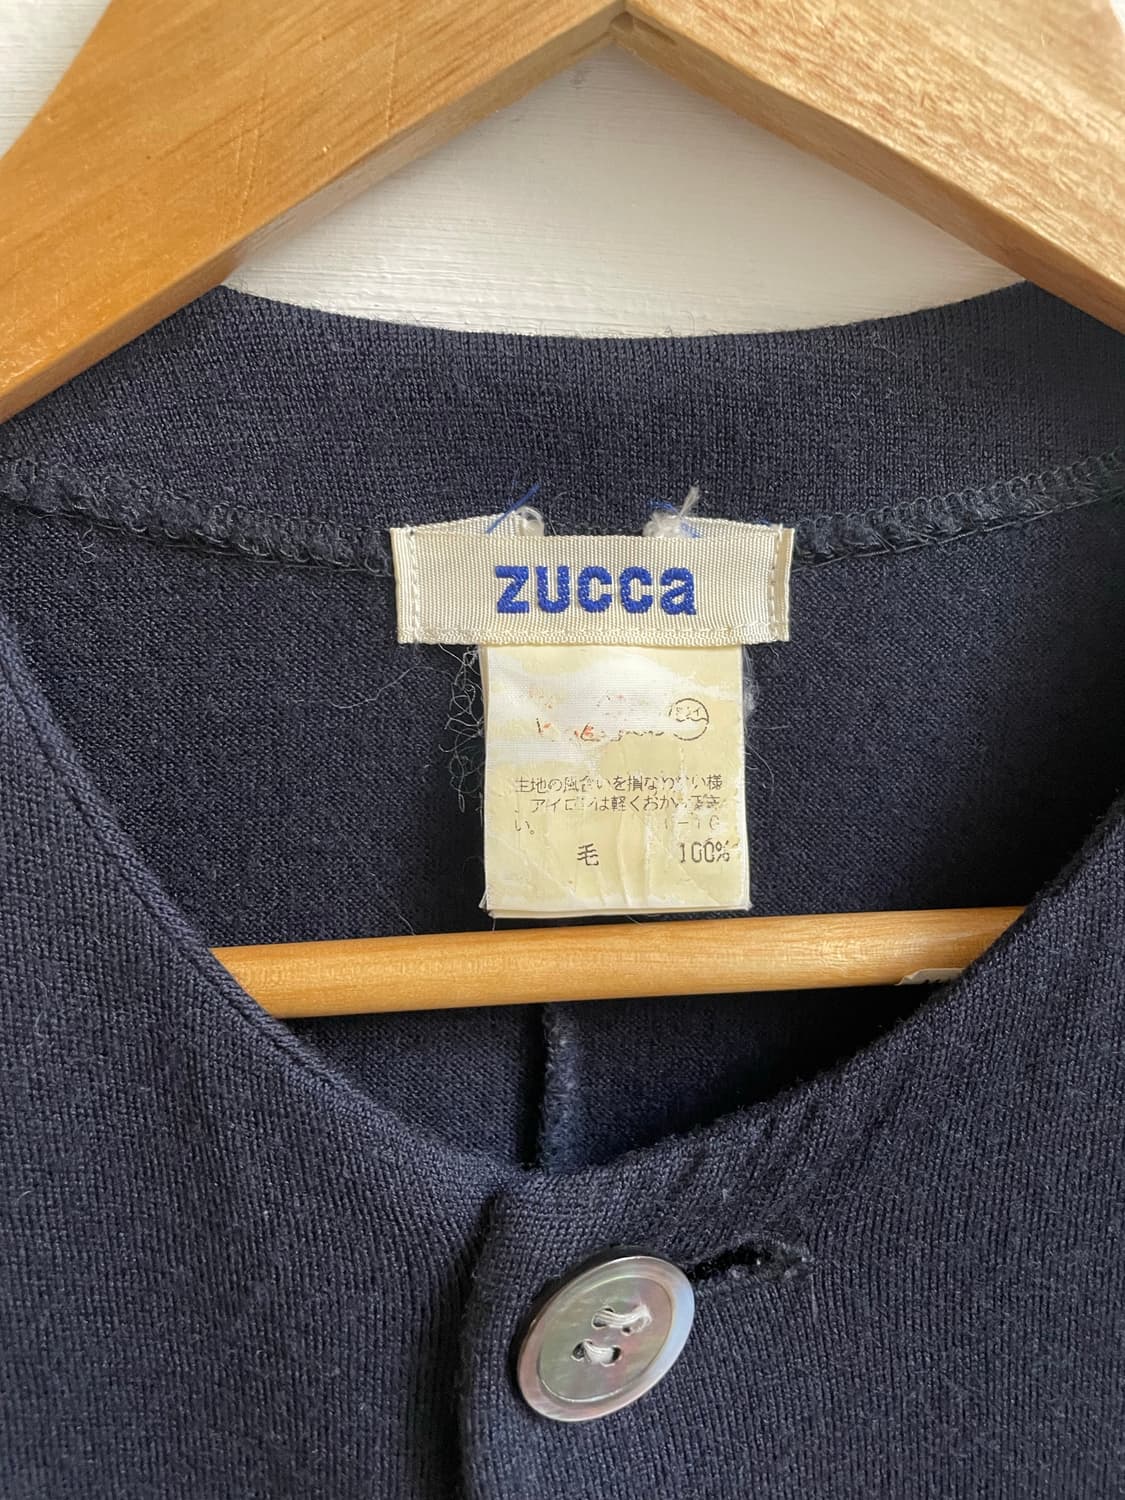 zucca
生地の風合いを損なわない様
アイロンは軽くおかけ下さ
い。
毛 100%